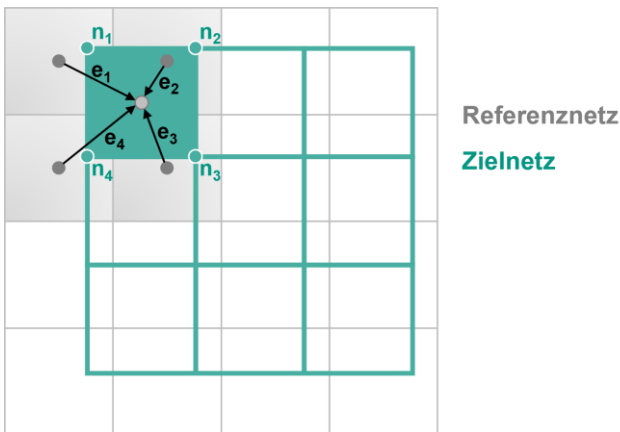 n₁ n₂
e₁ e₂
e₄ e₃
n₄ n₃
Referenznetz
Zielnetz